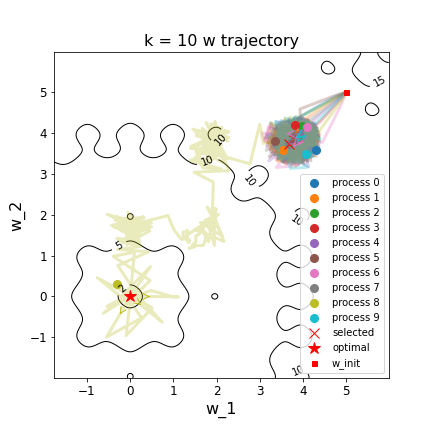 k = 10 w trajectory
15
5
10
10
4
10
3
w_2
2
10
5
1
2
0
−1
10
process 0
process 1
process 2
process 3
process 4
process 5
process 6
process 7
process 8
process 9
selected
optimal
w_init
−1 0 1 2 3 4 5
w_1